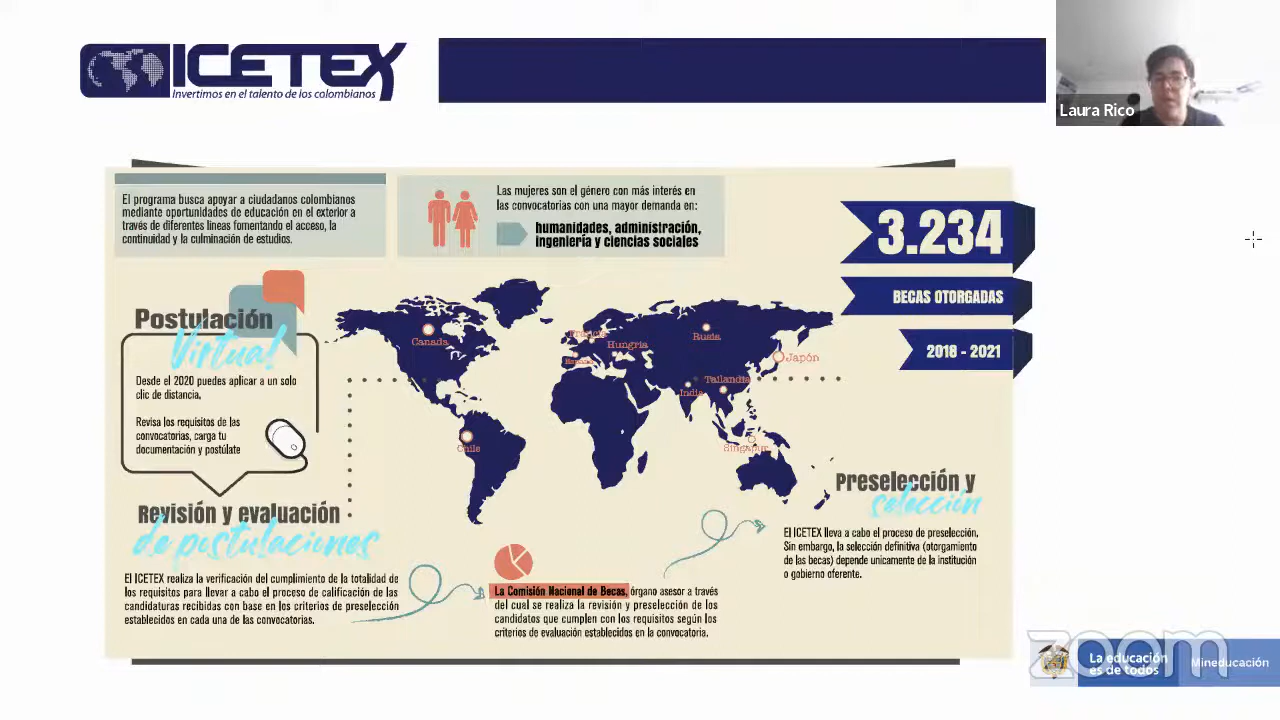 ICETEX
Invertimos en el talento de los colombianos
Laura Rico
El programa busca apoyar a ciudadanos colombianos
mediante oportunidades de educación en el exterior a
través de diferentes líneas fomentando el acceso, la
continuidad y la culminación de estudios.
Las mujeres son el género con más interés en
las convocatorias con una mayor demanda en:
humanidades, administración,
ingeniería y ciencias sociales
3.234
BECAS OTORGADAS
2018 - 2021
Postulación
Virtual
Desde el 2020 puedes aplicar a un solo
clic de distancia.
Revisa los requisitos de las
convocatorias, carga tu
documentación y postúlate
Canada
Francia
Hungria
España
Rusia
Japón
Tailandia
India
Chile
Singapur
Revisión y evaluación
de postulaciones
El ICETEX realiza la verificación del cumplimiento de la totalidad de
los requisitos para llevar a cabo el proceso de calificación de las
candidaturas recibidas con base en los criterios de preselección
establecidos en cada una de las convocatorias.
La Comisión Nacional de Becas, órgano asesor a través
del cual se realiza la revisión y preselección de los
candidatos que cumplen con los requisitos según los
criterios de evaluación establecidos en la convocatoria.
Preselección y
selección
El ICETEX lleva a cabo el proceso de preselección.
Sin embargo, la selección definitiva (otorgamiento
de las becas) depende unicamente de la institución
o gobierno oferente.
zoom
La educación
es de todos
Mineducación